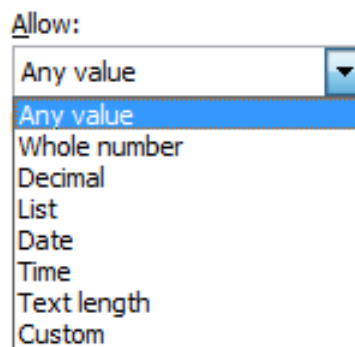 Allow:
Any value
Any value
Whole number
Decimal
List
Date
Time
Text length
Custom